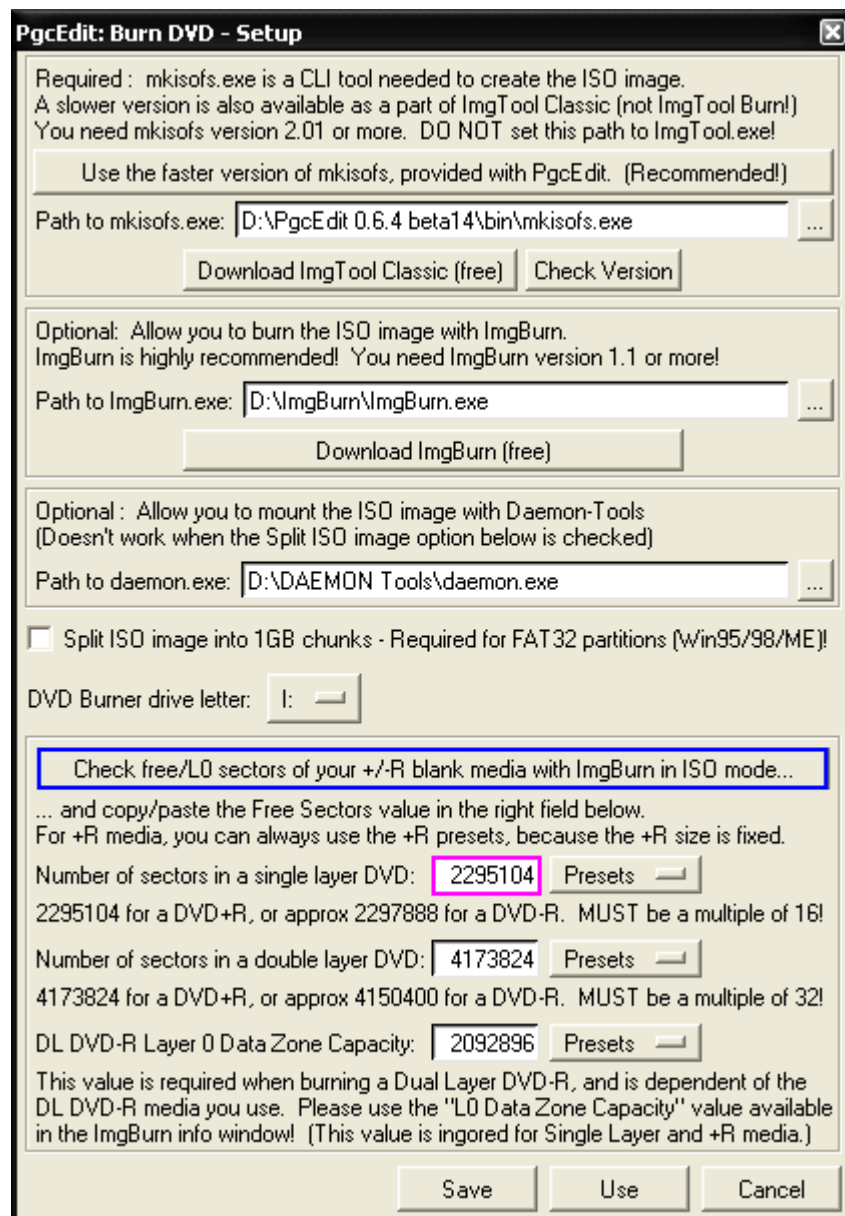 PgcEdit: Burn DVD - Setup
Required : mkisofs.exe is a CLI tool needed to create the ISO image.
A slower version is also available as a part of ImgTool Classic (not ImgTool Burn!)
You need mkisofs version 2.01 or more. DO NOT set this path to ImgTool.exe!
Use the faster version of mkisofs, provided with PgcEdit. (Recommended!)
Path to mkisofs.exe: D:\PgcEdit 0.6.4 beta14\bin\mkisofs.exe ...
Download ImgTool Classic (free) Check Version
Optional: Allow you to burn the ISO image with ImgBurn.
ImgBurn is highly recommended! You need ImgBurn version 1.1 or more!
Path to ImgBurn.exe: D:\ImgBurn\ImgBurn.exe ...
Download ImgBurn (free)
Optional : Allow you to mount the ISO image with Daemon-Tools
(Doesn't work when the Split ISO image option below is checked)
Path to daemon.exe: D:\DAEMON Tools\daemon.exe ...
Split ISO image into 1GB chunks - Required for FAT32 partitions (Win95/98/ME)!
DVD Burner drive letter: I:
Check free/L0 sectors of your +/-R blank media with ImgBurn in ISO mode...
... and copy/paste the Free Sectors value in the right field below.
For +R media, you can always use the +R presets, because the +R size is fixed.
Number of sectors in a single layer DVD: 2295104 Presets
2295104 for a DVD+R, or approx 2297888 for a DVD-R. MUST be a multiple of 16!
Number of sectors in a double layer DVD: 4173824 Presets
4173824 for a DVD+R, or approx 4150400 for a DVD-R. MUST be a multiple of 32!
DL DVD-R Layer 0 Data Zone Capacity: 2092896 Presets
This value is required when burning a Dual Layer DVD-R, and is dependent of the
DL DVD-R media you use. Please use the "L0 Data Zone Capacity" value available
in the ImgBurn info window! (This value is ingored for Single Layer and +R media.)
Save Use Cancel